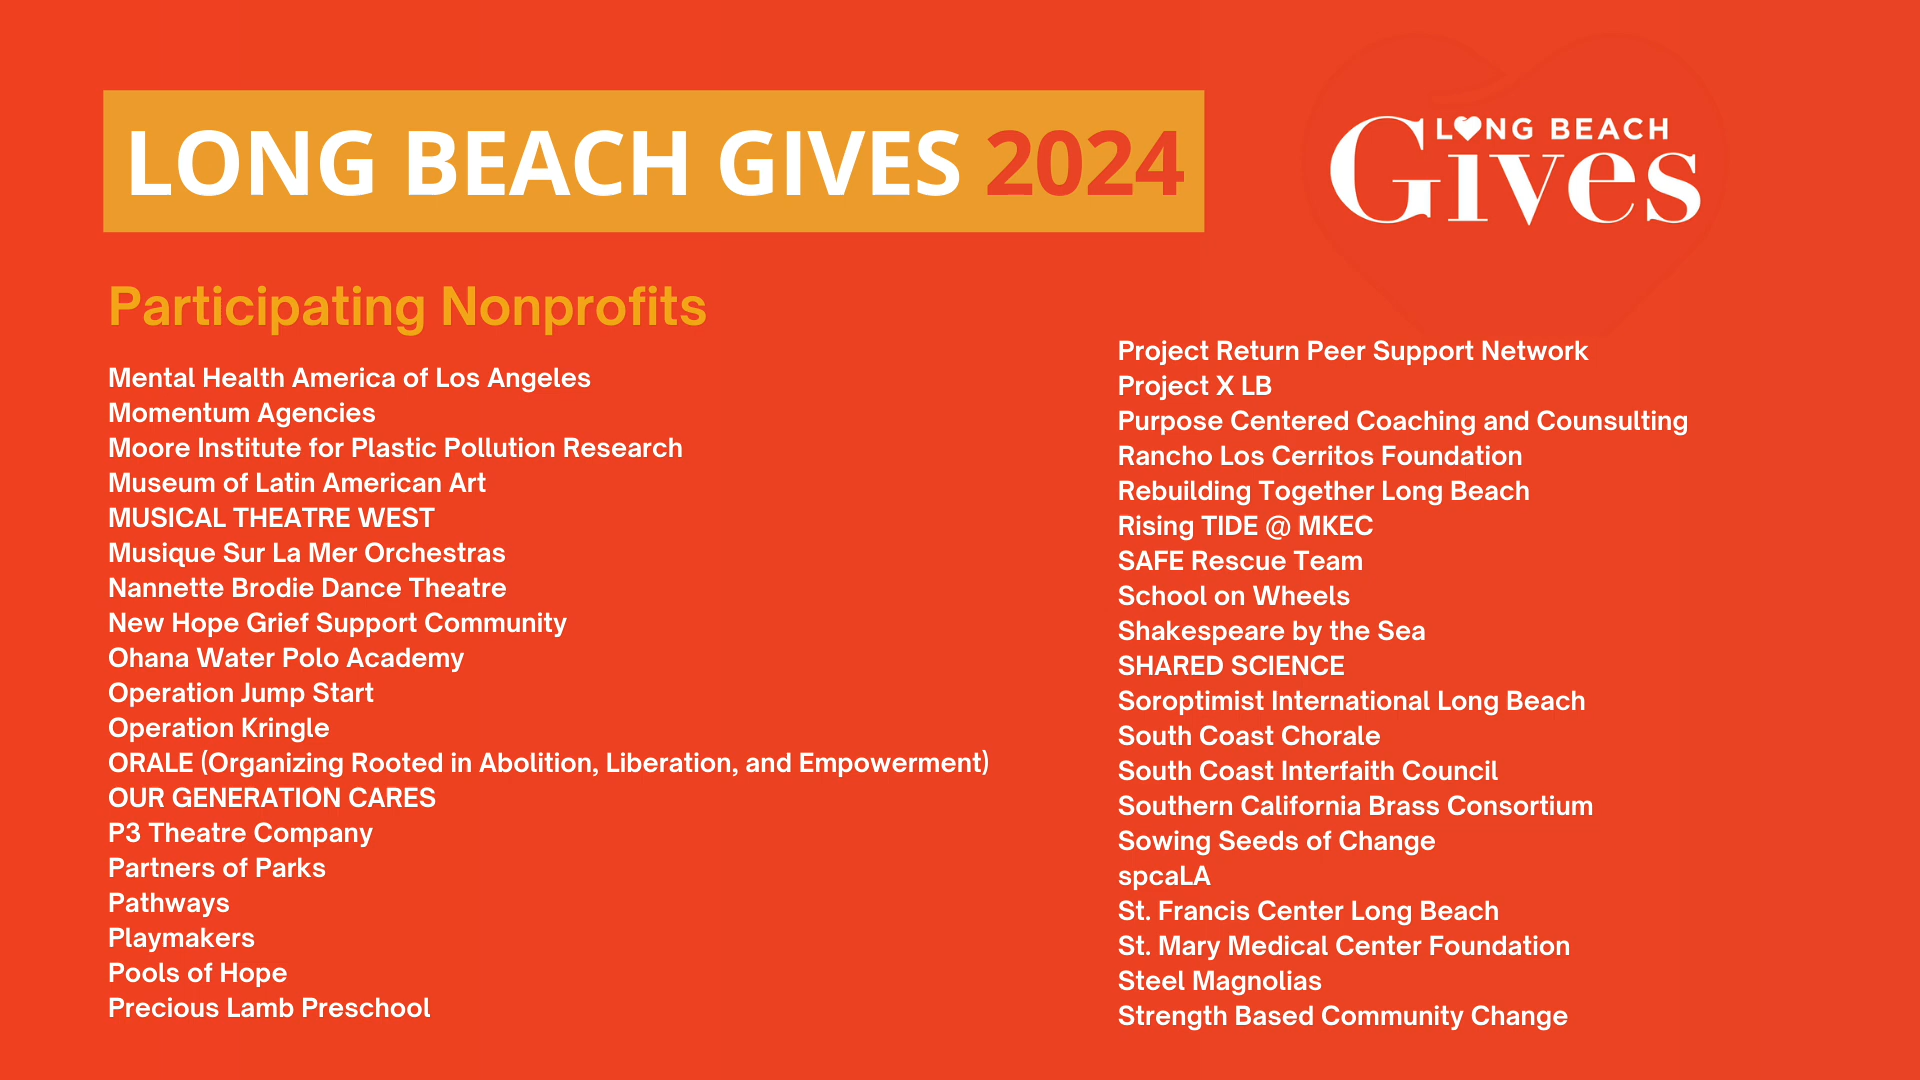 LONG BEACH GIVES 2024
LONG BEACH
Gives
Participating Nonprofits
Mental Health America of Los Angeles
Momentum Agencies
Moore Institute for Plastic Pollution Research
Museum of Latin American Art
MUSICAL THEATRE WEST
Musique Sur La Mer Orchestras
Nannette Brodie Dance Theatre
New Hope Grief Support Community
Ohana Water Polo Academy
Operation Jump Start
Operation Kringle
ORALE (Organizing Rooted in Abolition, Liberation, and Empowerment)
OUR GENERATION CARES
P3 Theatre Company
Partners of Parks
Pathways
Playmakers
Pools of Hope
Precious Lamb Preschool
Project Return Peer Support Network
Project X LB
Purpose Centered Coaching and Counsulting
Rancho Los Cerritos Foundation
Rebuilding Together Long Beach
Rising TIDE @ MKEC
SAFE Rescue Team
School on Wheels
Shakespeare by the Sea
SHARED SCIENCE
Soroptimist International Long Beach
South Coast Chorale
South Coast Interfaith Council
Southern California Brass Consortium
Sowing Seeds of Change
spcaLA
St. Francis Center Long Beach
St. Mary Medical Center Foundation
Steel Magnolias
Strength Based Community Change